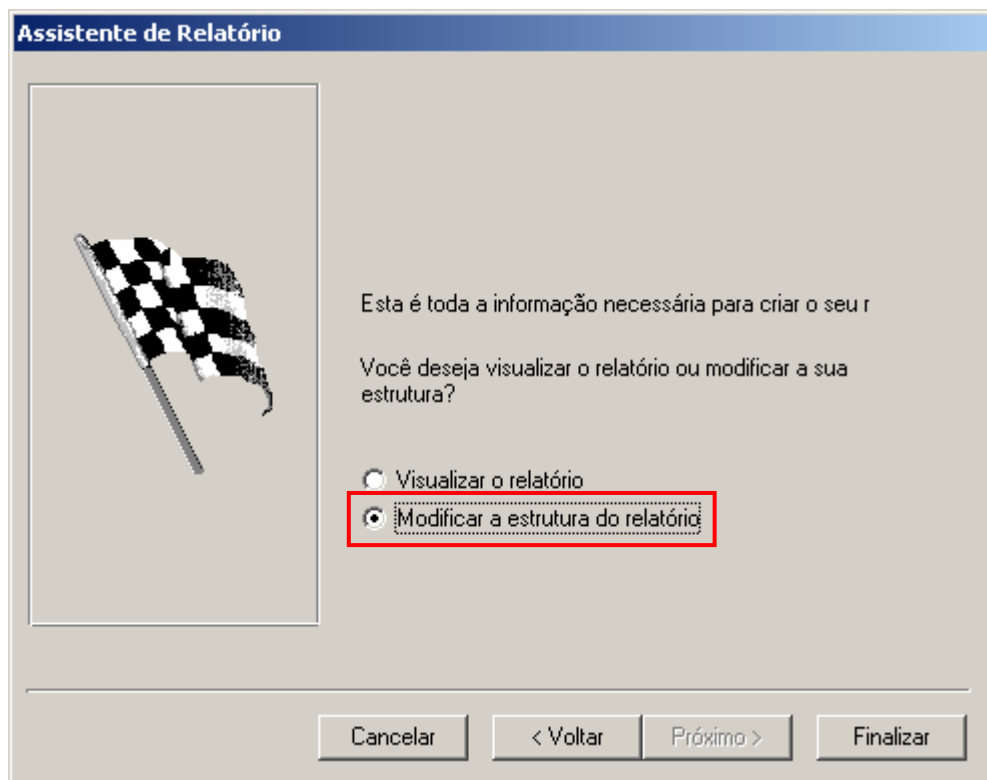 Assistente de Relatório
Esta é toda a informação necessária para criar o seu r
Você deseja visualizar o relatório ou modificar a sua
estrutura?
Visualizar o relatório
Modificar a estrutura do relatório
Cancelar
< Voltar
Próximo >
Finalizar